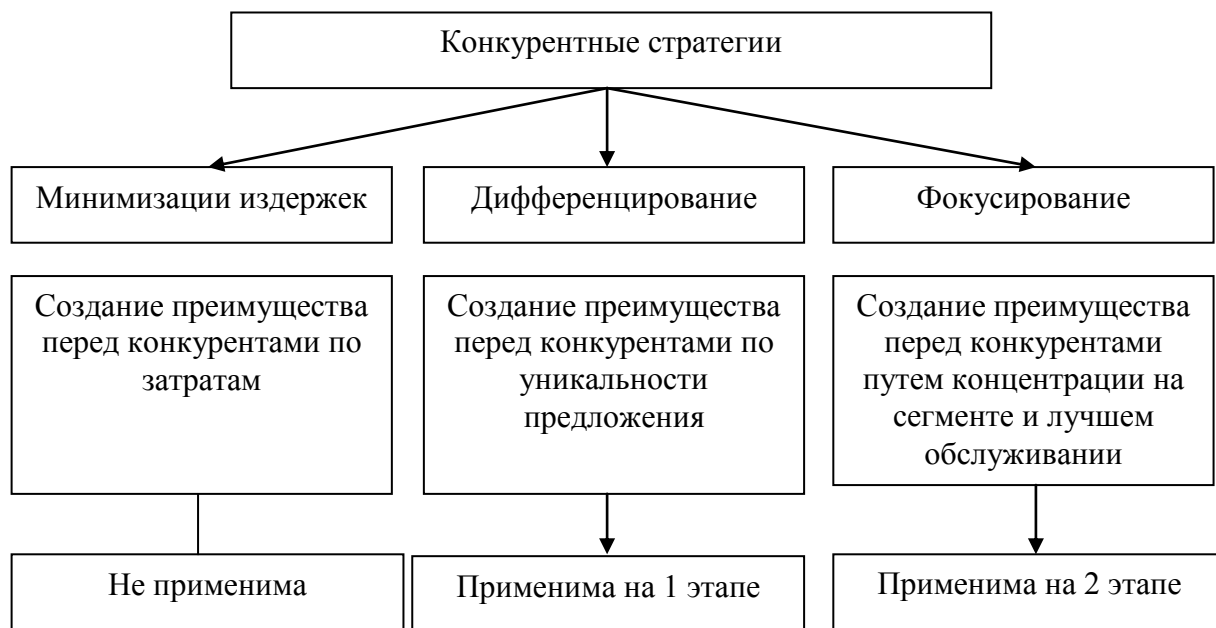 Конкурентные стратегии
Минимизации издержек
Дифференцирование
Фокусирование
Создание преимущества
перед конкурентами по
затратам
Создание преимущества
перед конкурентами по
уникальности
предложения
Создание преимущества
перед конкурентами
путем концентрации на
сегменте и лучшем
обслуживании
Не применима
Применима на 1 этапе
Применима на 2 этапе